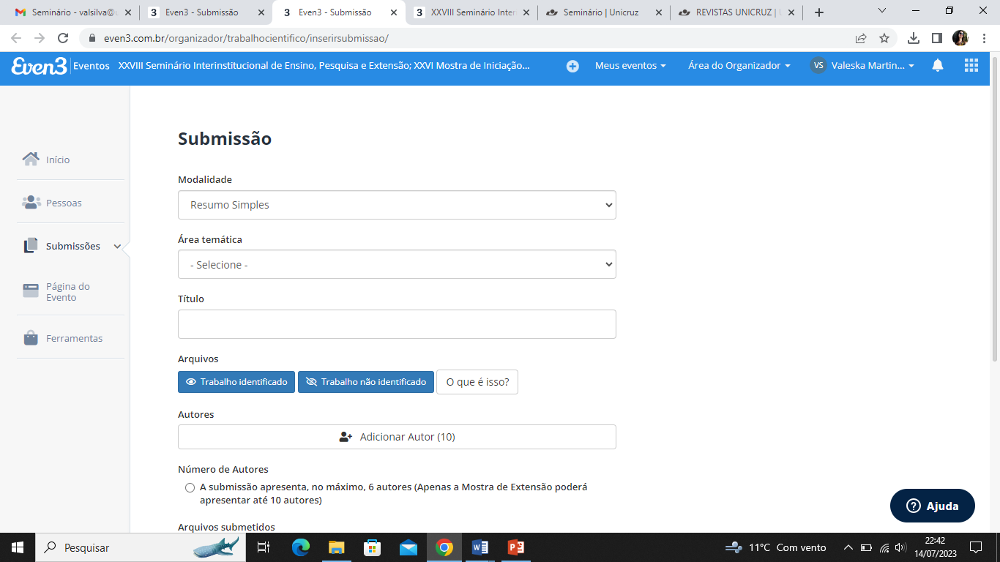 Seminário - valsilva@u
Even3 - Submissão
Even3 - Submissão
XXVIII Seminário Inter
Seminário | Unicruz
REVISTAS UNICRUZ |
even3.com.br/organizador/trabalhocientifico/inserirsubmissao/
Even3 Eventos XXVIII Seminário Interinstitucional de Ensino, Pesquisa e Extensão; XXVI Mostra de Iniciação... Meus eventos Área do Organizador VS Valeska Martin...
Início
Pessoas
Submissões
Página do
Evento
Ferramentas
Submissão
Modalidade
Resumo Simples
Área temática
- Selecione -
Título
Arquivos
Trabalho identificado Trabalho não identificado O que é isso?
Autores
Adicionar Autor (10)
Número de Autores
A submissão apresenta, no máximo, 6 autores (Apenas a Mostra de Extensão poderá
apresentar até 10 autores)
Arquivos submetidos
Ajuda
Pesquisar
11°C Com vento
22:42
14/07/2023